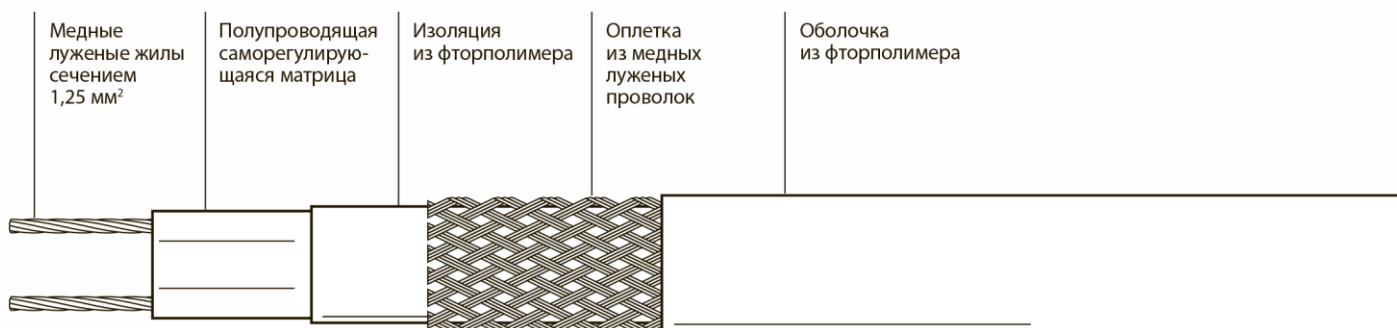 Медные
луженые жилы
сечением
1,25 мм²
Полупроводящая
саморегулирую-
щаяся матрица
Изоляция
из фторполимера
Оплетка
из медных
луженых
проволок
Оболочка
из фторполимера